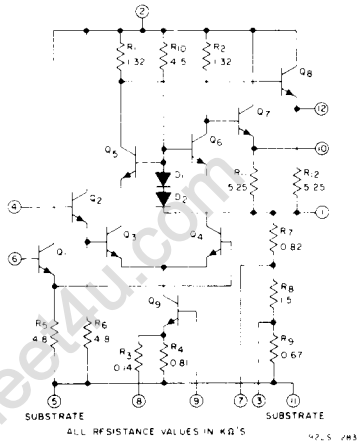 2
R1 1.32
R10 4.5
R2 1.32
Q8
12
Q7
Q6
Q5
10
D1
D2
5.25
R12 5.25
Q2
4
1
Q3
Q4
R7 0.82
Q1
6
R8 1.5
Q9
R5 4.8
R6 4.8
R3 0.14
R4 0.81
R9 0.67
5
8
9
7
3
11
SUBSTRATE
SUBSTRATE
ALL RESISTANCE VALUES IN KΩ'S
heet4u.com